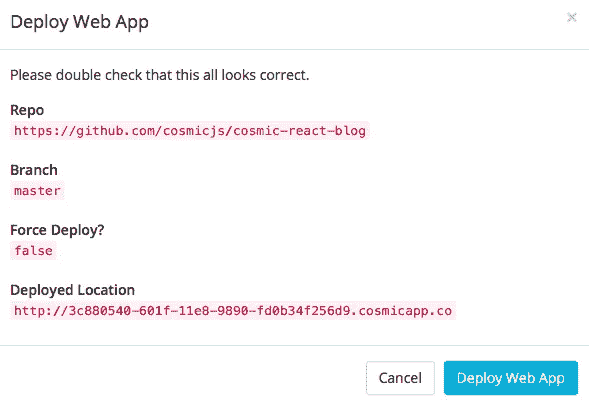 Deploy Web App
×
Please double check that this all looks correct.
Repo
https://github.com/cosmicjs/cosmic-react-blog
Branch
master
Force Deploy?
false
Deployed Location
http://3c880540-601f-11e8-9890-fd0b34f256d9.cosmicapp.co
Cancel Deploy Web App